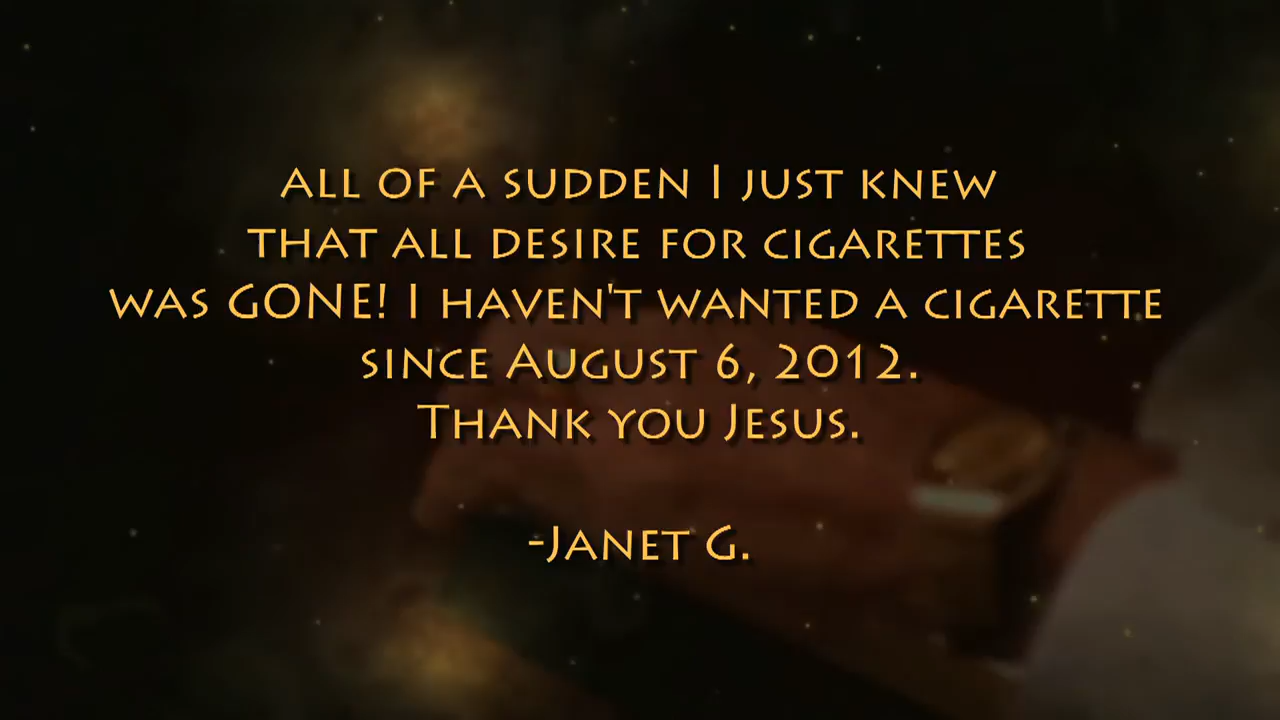 all of a sudden I just knew
that all desire for cigarettes
was GONE! I haven't wanted a cigarette
since August 6, 2012.
Thank you Jesus.
-Janet G.